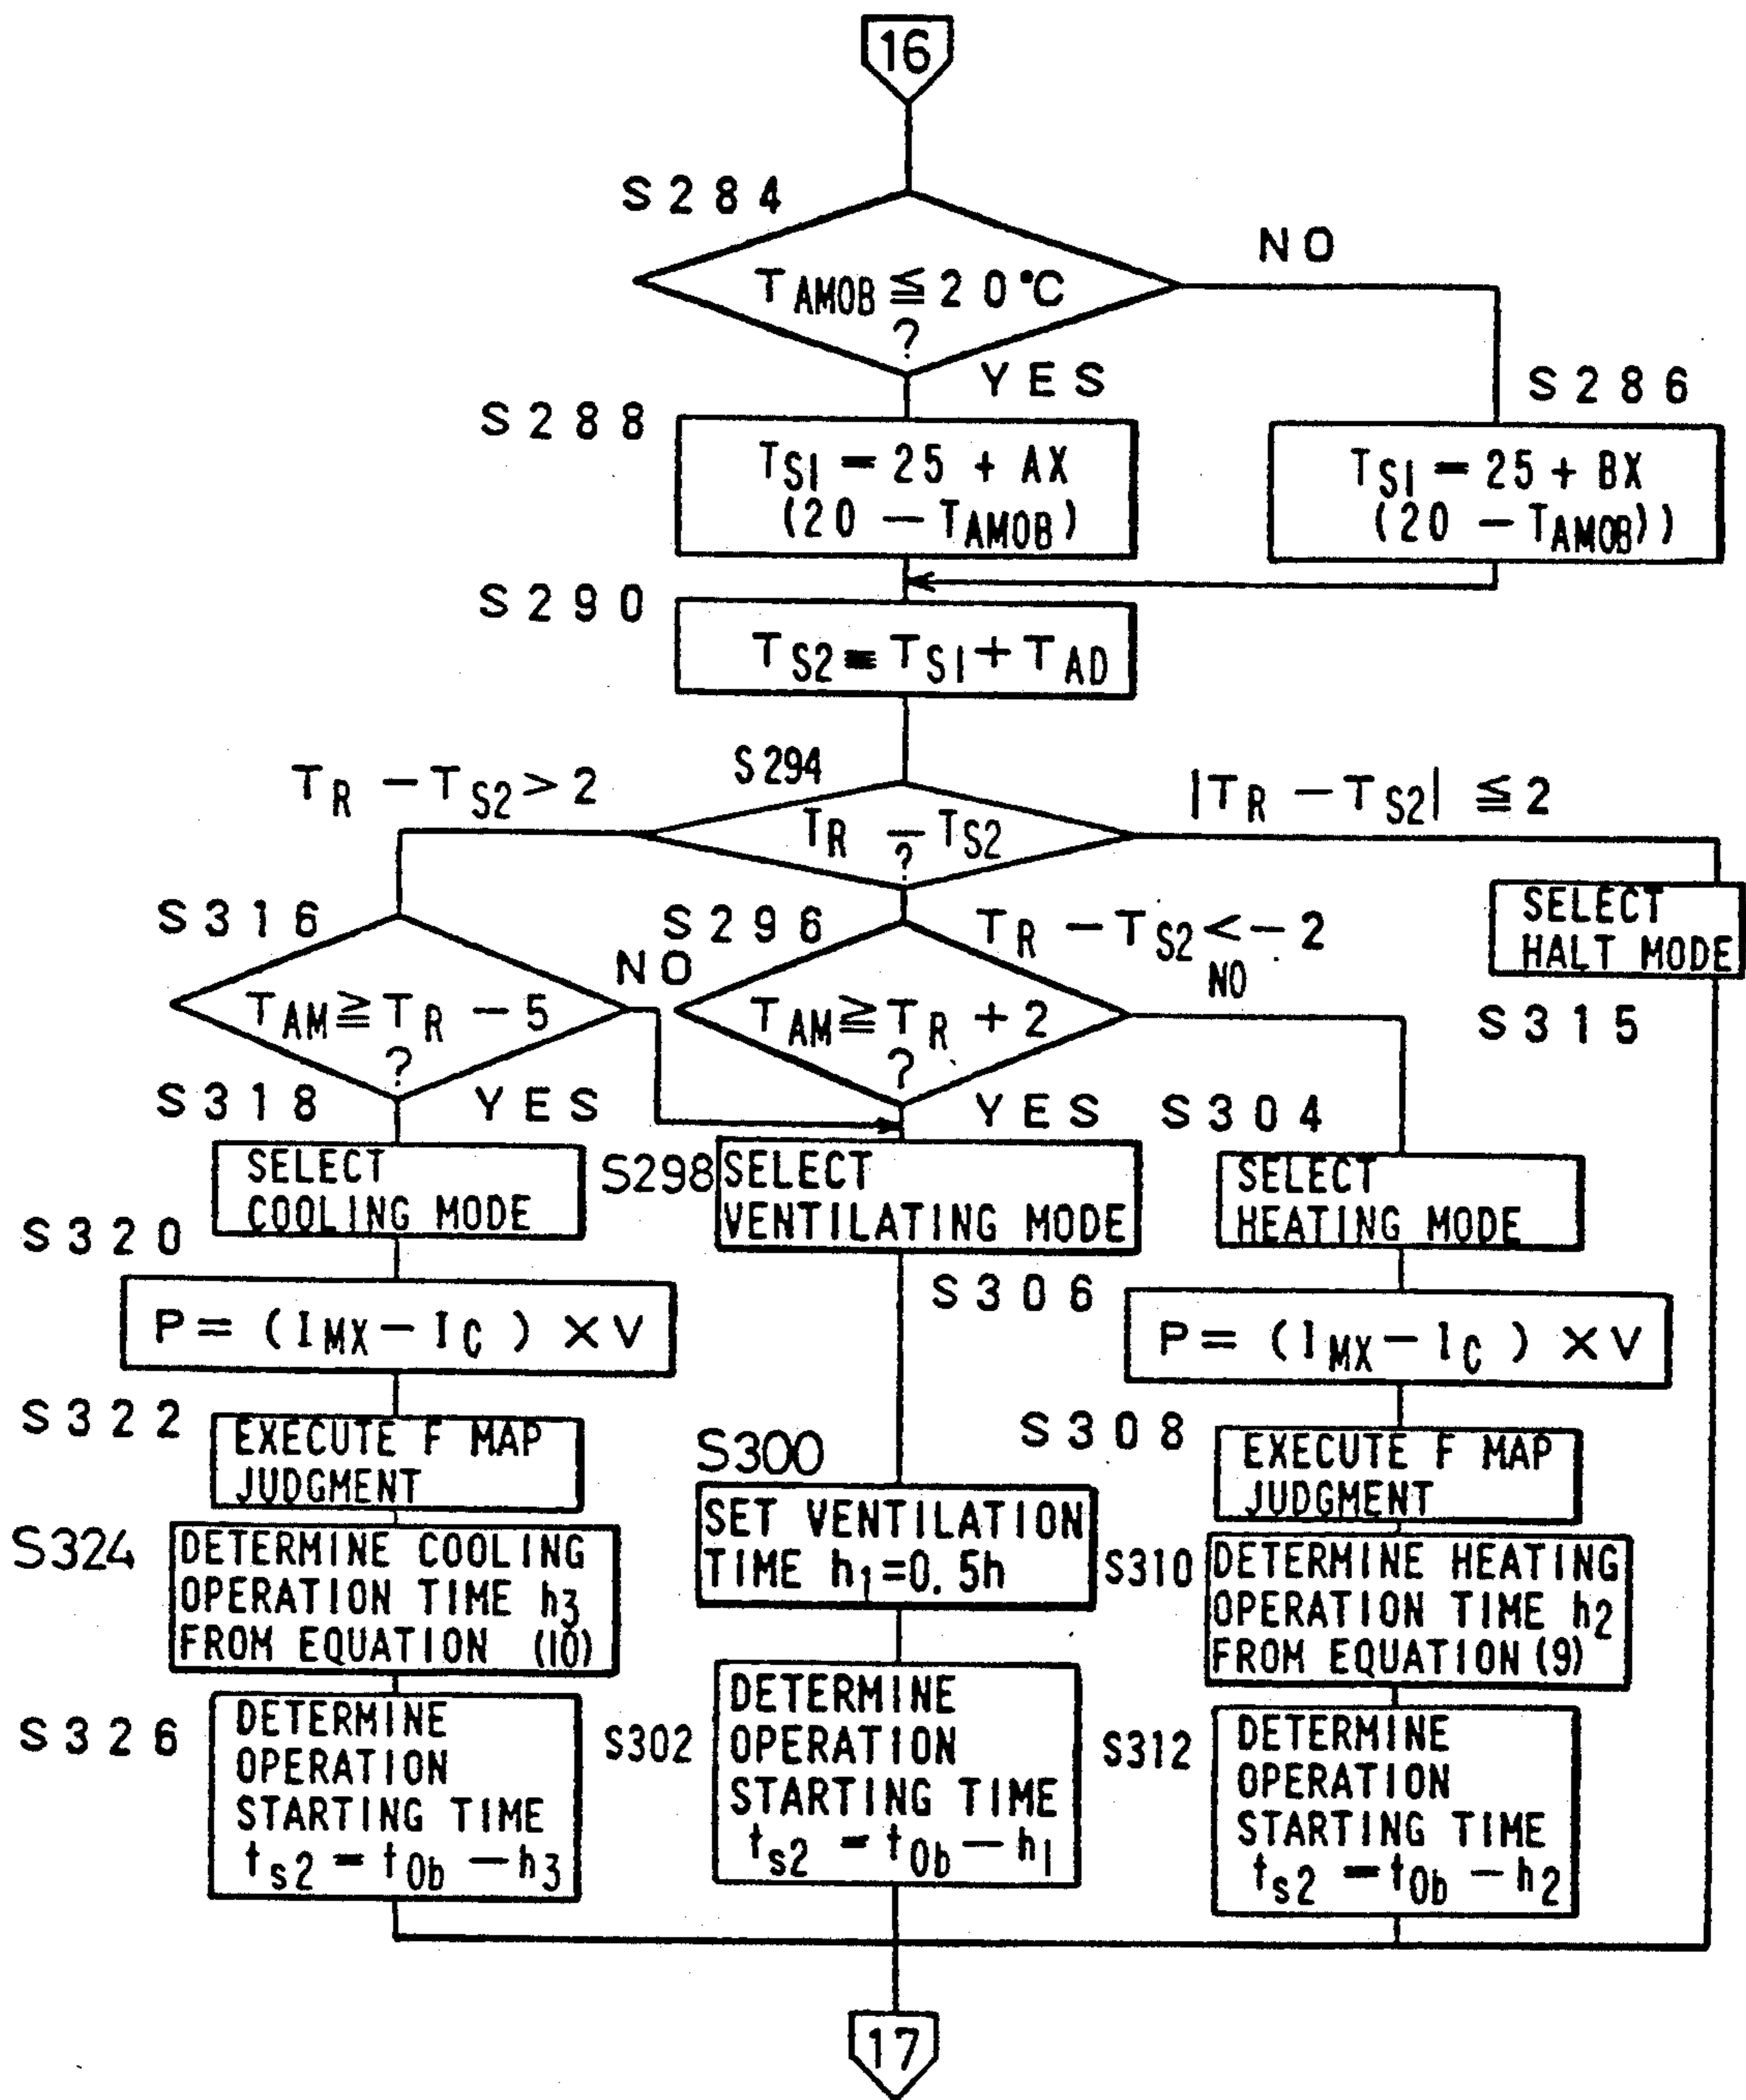 16
S284
NO
TAMOB ≦ 20°C
?
YES
S286
S288
TS1 = 25 + AX
(20 − TAMOB)
TS1 = 25 + BX
(20 − TAMOB))
S290
TS2 = TS1 + TAD
S294
TR − TS2 > 2
|TR − TS2| ≦ 2
TR − TS2
?
S316
S296
TR − TS2 < −2
SELECT
HALT MODE
S315
NO
NO
TAM ≧ TR − 5
?
TAM ≧ TR + 2
?
S318
YES
YES
S304
SELECT
COOLING MODE
S298
SELECT
VENTILATING MODE
SELECT
HEATING MODE
S320
S306
P = (IMX − IC) × V
P = (IMX − IC) × V
S322
EXECUTE F MAP
JUDGMENT
S300
S308
EXECUTE F MAP
JUDGMENT
S324
DETERMINE COOLING
OPERATION TIME h3
FROM EQUATION (10)
SET VENTILATION
TIME h1=0.5h
S310
DETERMINE HEATING
OPERATION TIME h2
FROM EQUATION (9)
S326
DETERMINE
OPERATION
STARTING TIME
ts2 = t0b − h3
S302
DETERMINE
OPERATION
STARTING TIME
ts2 = t0b − h1
S312
DETERMINE
OPERATION
STARTING TIME
ts2 = t0b − h2
17